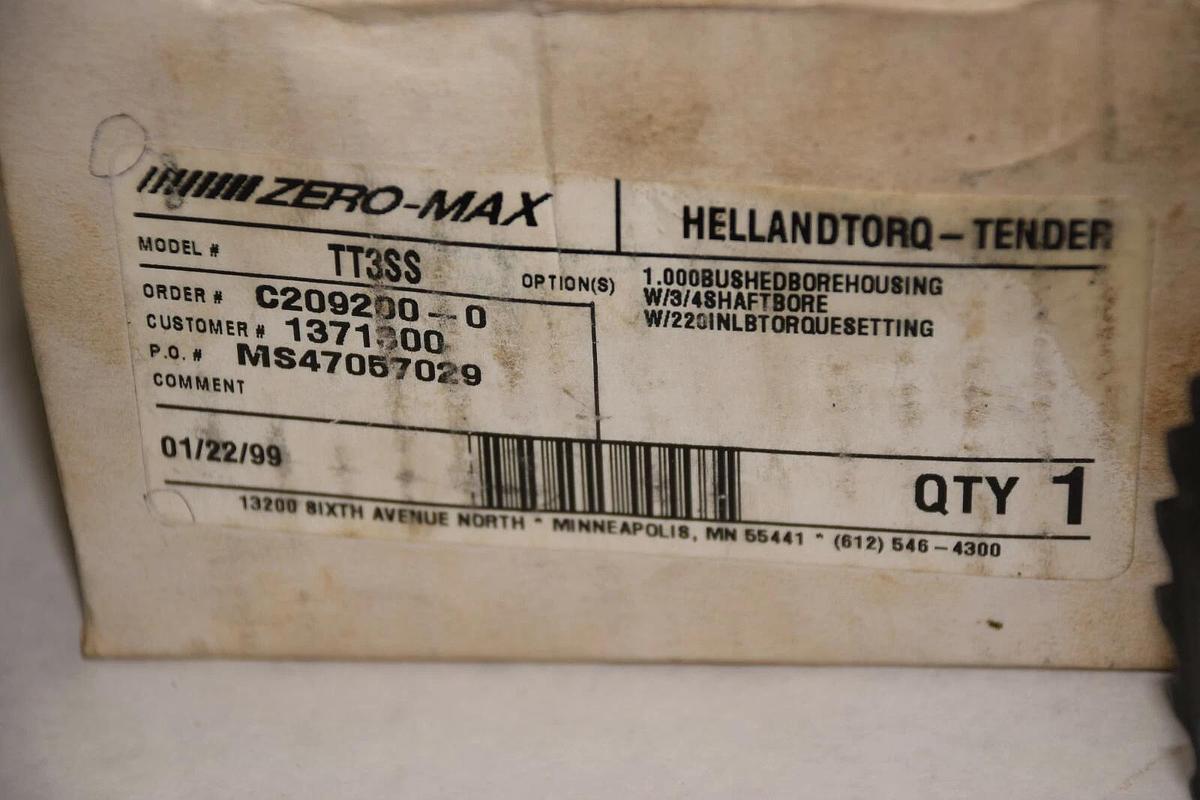 ZERO-MAX
HELLANDTORQ-TENDER
MODEL # TT3SS
OPTION(S) 1.000BUSHEDBOREHOUSING
W/3/4SHAFTBORE
W/220INLBTORQUESETTING
ORDER # C209200-0
CUSTOMER #
P.O. # MS47057029
COMMENT
01/22/99
QTY 1
13200 SIXTH AVENUE NORTH * MINNEAPOLIS, MN 55441 * (612) 546-4300